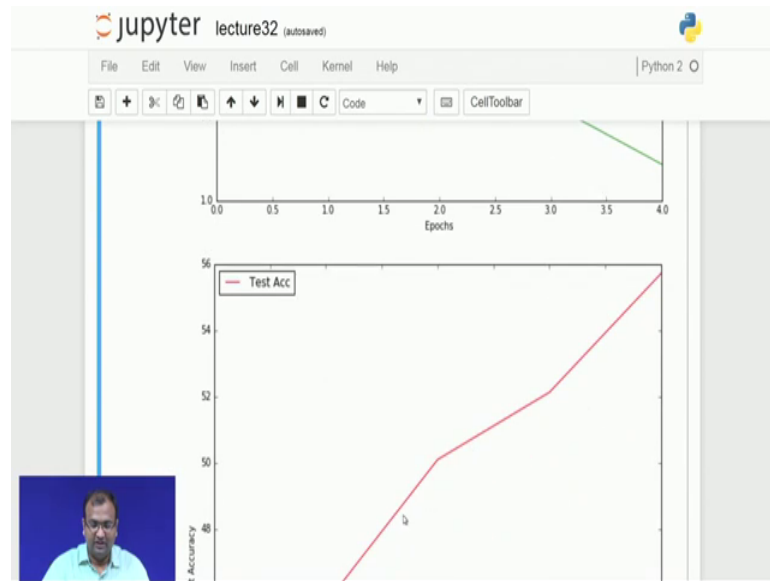 jupyter lecture32 (autosaved)
File Edit View Insert Cell Kernel Help Python 2
Code CellToolbar
1.0
0.0 0.5 1.0 1.5 2.0 2.5 3.0 3.5 4.0
Epochs
56
Test Acc
54
52
50
48
Accuracy